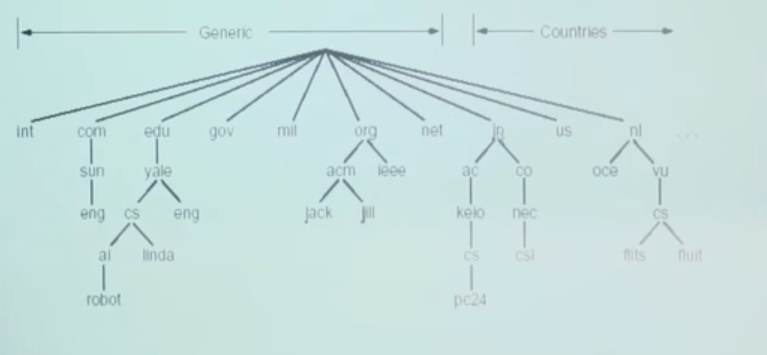 Generic Countries
int com edu gov mil org net jp us nl ...
sun yale acm ieee ac co oce vu
eng cs eng jack jill keio nec cs
ai linda cs csl flits fluit
robot pc24